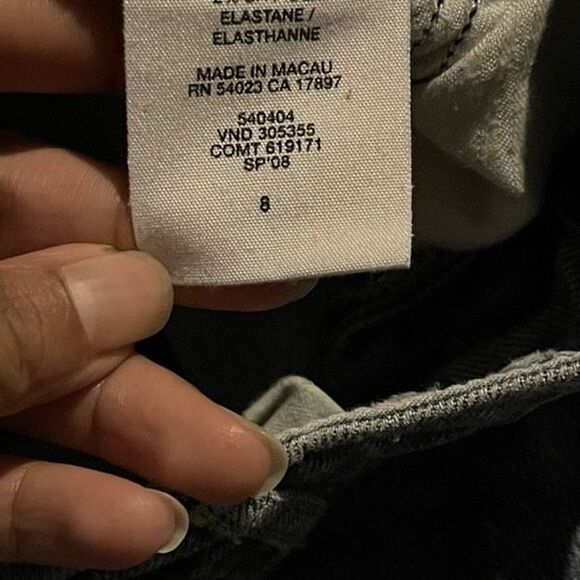 ELASTANE /
ELASTHANNE
MADE IN MACAU
RN 54023 CA 17897
540404
VND 305355
COMT 619171
SP'08
8